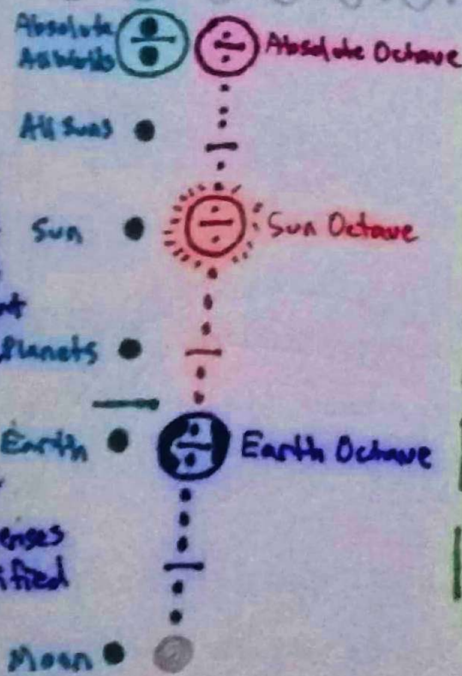 Absolute
All Worlds
Absolute Octave
All Suns
Sun
Sun Octave
Planets
Earth
Earth Octave
Moon